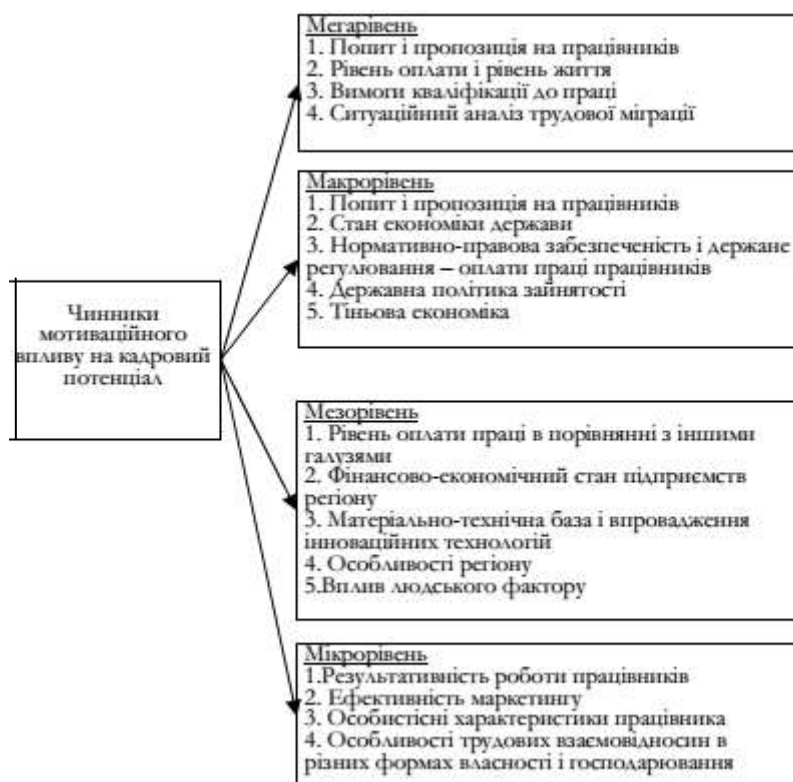 Мегарівень
1. Попит і пропозиція на працівників
2. Рівень оплати і рівень життя
3. Вимоги кваліфікації до праці
4. Ситуаційний аналіз трудової міграції
Макрорівень
1. Попит і пропозиція на працівників
2. Стан економіки держави
3. Нормативно-правова забезпеченість і держане
регулювання – оплати праці працівників
4. Державна політика зайнятості
5. Тіньова економіка
Чинники
мотиваційного
впливу на кадровий
потенціал
Мезорівень
1. Рівень оплати праці в порівнянні з іншими
галузями
2. Фінансово-економічний стан підприємств
регіону
3. Матеріально-технічна база і впровадження
інноваційних технологій
4. Особливості регіону
5.Вплив людського фактору
Мікрорівень
1.Результативність роботи працівників
2. Ефективність маркетингу
3. Особистісні характеристики працівника
4. Особливості трудових взаємовідносин в
різних формах власності і господарювання